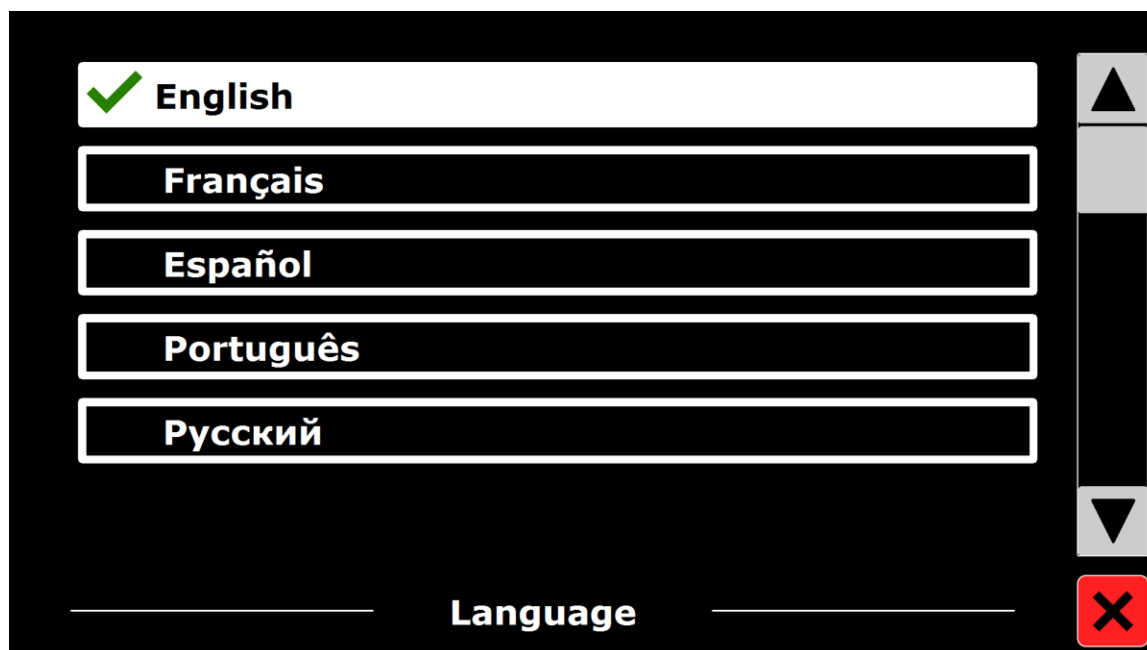 English
Français
Español
Português
Русский
Language